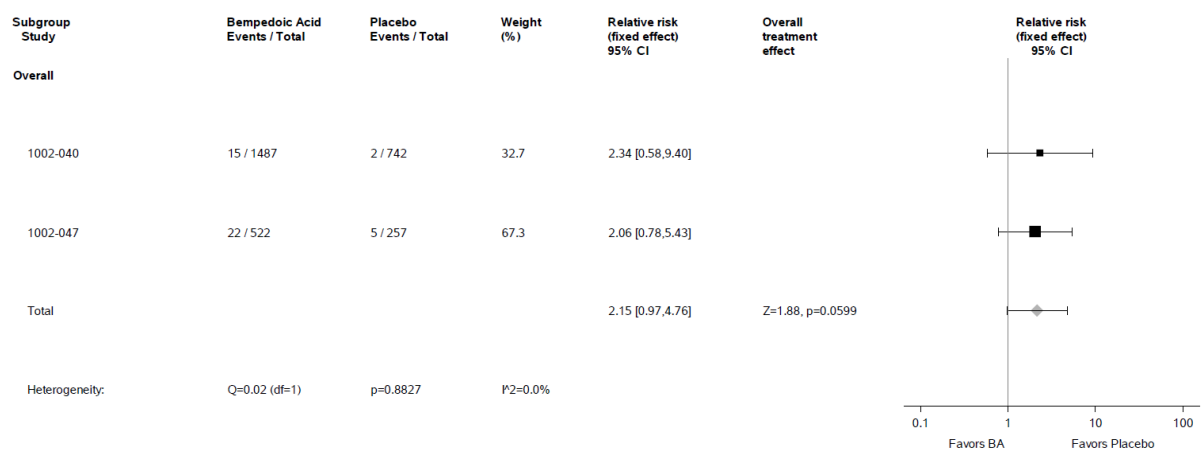 Subgroup Bempedoic Acid Placebo Weight Relative risk Overall Relative risk
Study Events / Total Events / Total (%) (fixed effect) treatment (fixed effect)
95% CI effect 95% CI
Overall
1002-040 15 / 1487 2 / 742 32.7 2.34 [0.58,9.40]
1002-047 22 / 522 5 / 257 67.3 2.06 [0.78,5.43]
Total 2.15 [0.97,4.76] Z=1.88, p=0.0599
Heterogeneity: Q=0.02 (df=1) p=0.8827 I^2=0.0%
0.1 1 10 100
Favors BA Favors Placebo